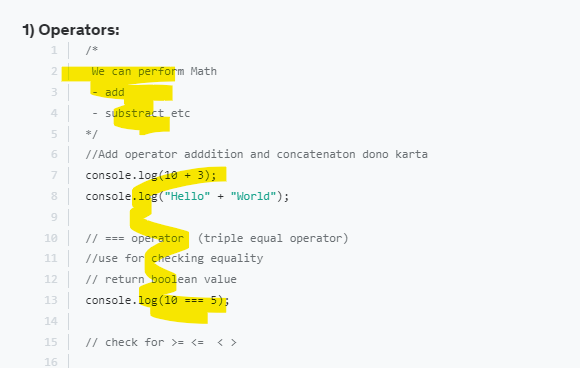 1) Operators:
1 /*
2 We can perform Math
3 - add
4 - substract etc
5 */
6 //Add operator adddition and concatenaton dono karta
7 console.log(10 + 3);
8 console.log("Hello" + "World");
9
10 // === operator (triple equal operator)
11 //use for checking equality
12 // return boolean value
13 console.log(10 === 5);
14
15 // check for >= <= < >
16